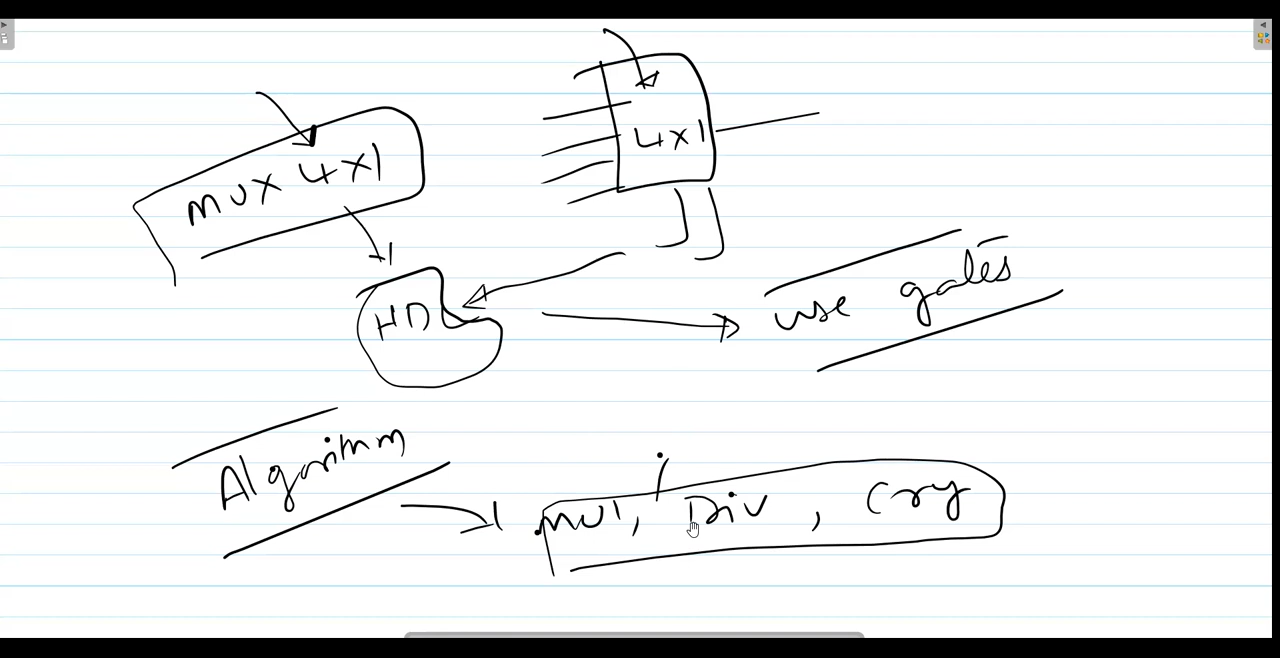 4x1
mux 4x1
HD
use gates
Algorithm
mul, Div, Cry